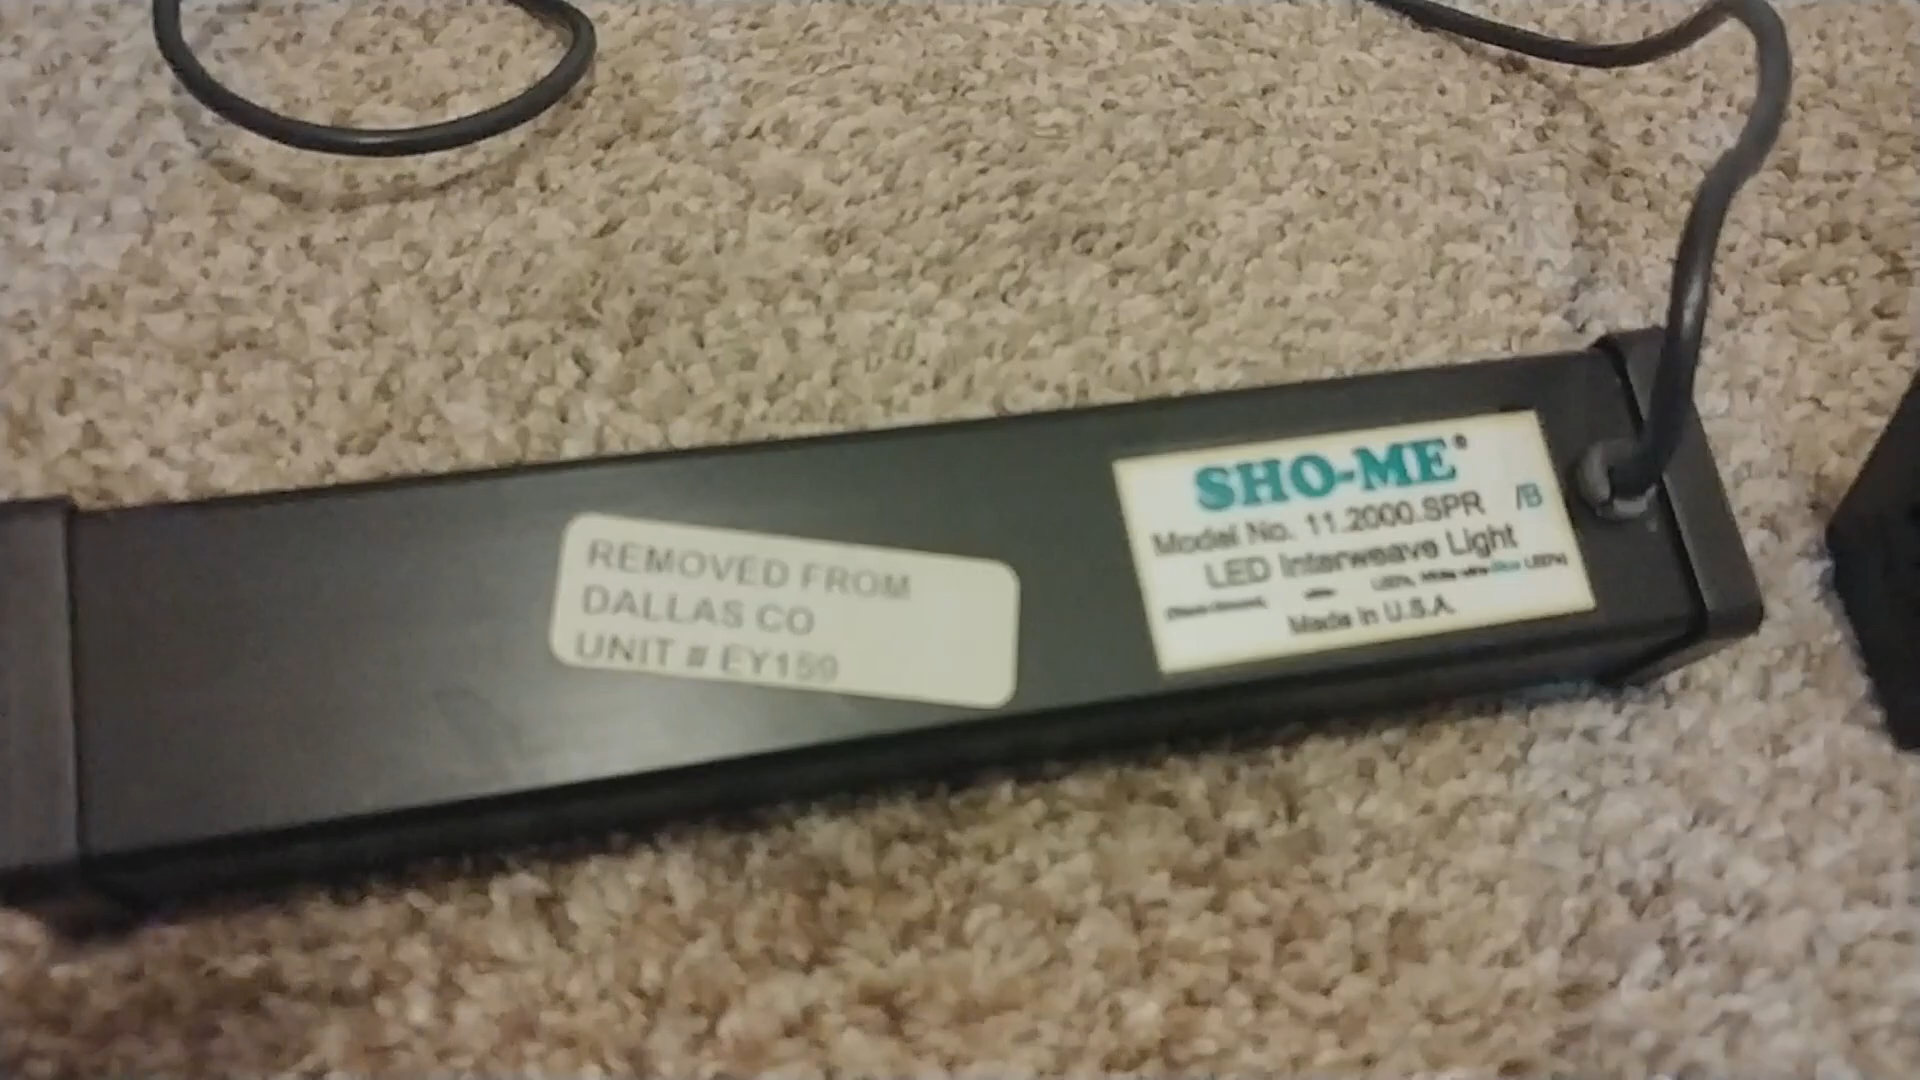 REMOVED FROM
DALLAS CO
UNIT # EY159
SHO-ME®
Model No. 11.2000.SPR /B
LED Interweave Light
Made in U.S.A.